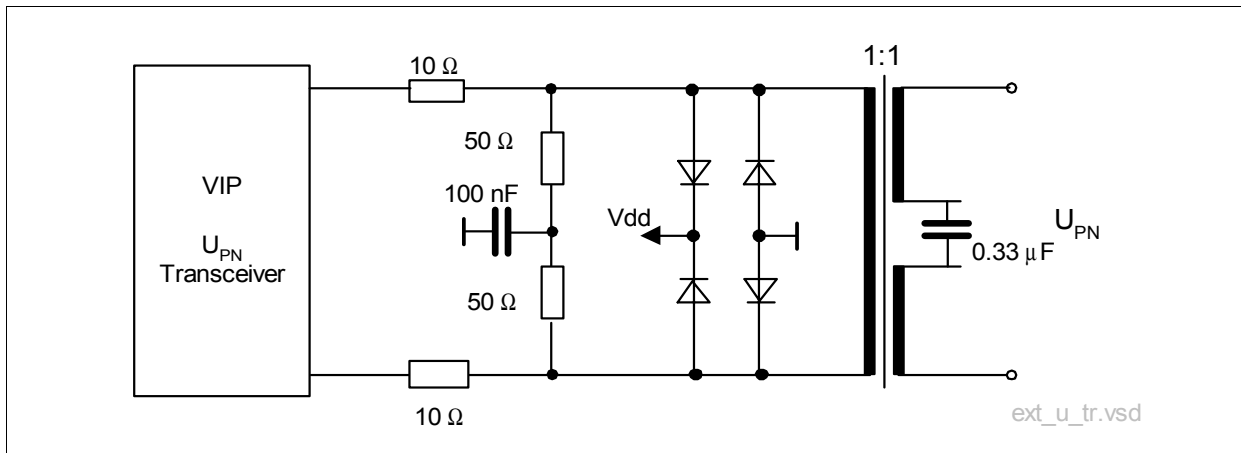 1:1
10 Ω
50 Ω
VIP
100 nF
Vdd
U_PN
U_PN
0.33 μF
Transceiver
50 Ω
10 Ω
ext_u_tr.vsd